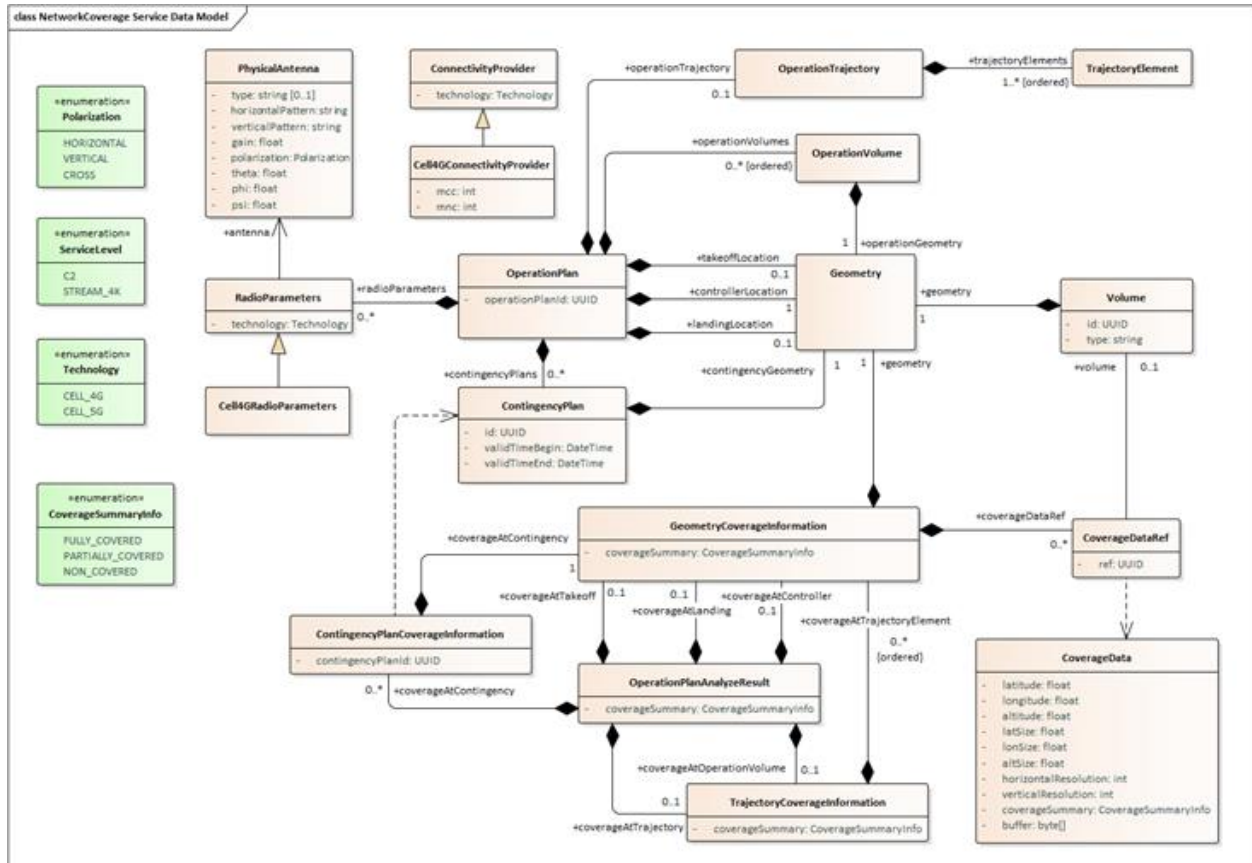 class NetworkCoverage Service Data Model
«enumeration»
Polarization
HORIZONTAL
VERTICAL
CROSS
«enumeration»
ServiceLevel
C2
STREAM_4K
«enumeration»
Technology
CELL_4G
CELL_5G
«enumeration»
CoverageSummaryInfo
FULLY_COVERED
PARTIALLY_COVERED
NON_COVERED
PhysicalAntenna
- type: string [0..1]
- horizontalPattern: string
- verticalPattern: string
- gain: float
- polarization: Polarization
- theta: float
- phi: float
- psi: float
+antenna
RadioParameters
- technology: Technology
Cell4GRadioParameters
+radioParameters
0..*
ConnectivityProvider
- technology: Technology
Cell4GConnectivityProvider
- mcc: int
- mnc: int
OperationPlan
- operationPlanId: UUID
+contingencyPlans
0..*
ContingencyPlan
- id: UUID
- validTimeBegin: DateTime
- validTimeEnd: DateTime
+operationTrajectory
0..1
OperationTrajectory
+trajectoryElements
1..* {ordered}
TrajectoryElement
+operationVolumes
0..* {ordered}
OperationVolume
1
+operationGeometry
+takeoffLocation
0..1
+controllerLocation
1
+landingLocation
0..1
+contingencyGeometry
1
Geometry
+geometry
1
Volume
- id: UUID
- type: string
+volume
0..1
1
+geometry
GeometryCoverageInformation
- coverageSummary: CoverageSummaryInfo
+coverageDataRef
0..*
CoverageDataRef
- ref: UUID
+coverageAtContingency
1
+coverageAtTakeoff
0..1
+coverageAtLanding
0..1
+coverageAtController
0..1
+coverageAtTrajectoryElement
0..*
{ordered}
ContingencyPlanCoverageInformation
- contingencyPlanId: UUID
0..*
+coverageAtContingency
OperationPlanAnalyzeResult
- coverageSummary: CoverageSummaryInfo
+coverageAtOperationVolume
0..1
0..1
+coverageAtTrajectory
TrajectoryCoverageInformation
- coverageSummary: CoverageSummaryInfo
CoverageData
- latitude: float
- longitude: float
- altitude: float
- latSize: float
- lonSize: float
- altSize: float
- horizontalResolution: int
- verticalResolution: int
- coverageSummary: CoverageSummaryInfo
- buffer: byte[]